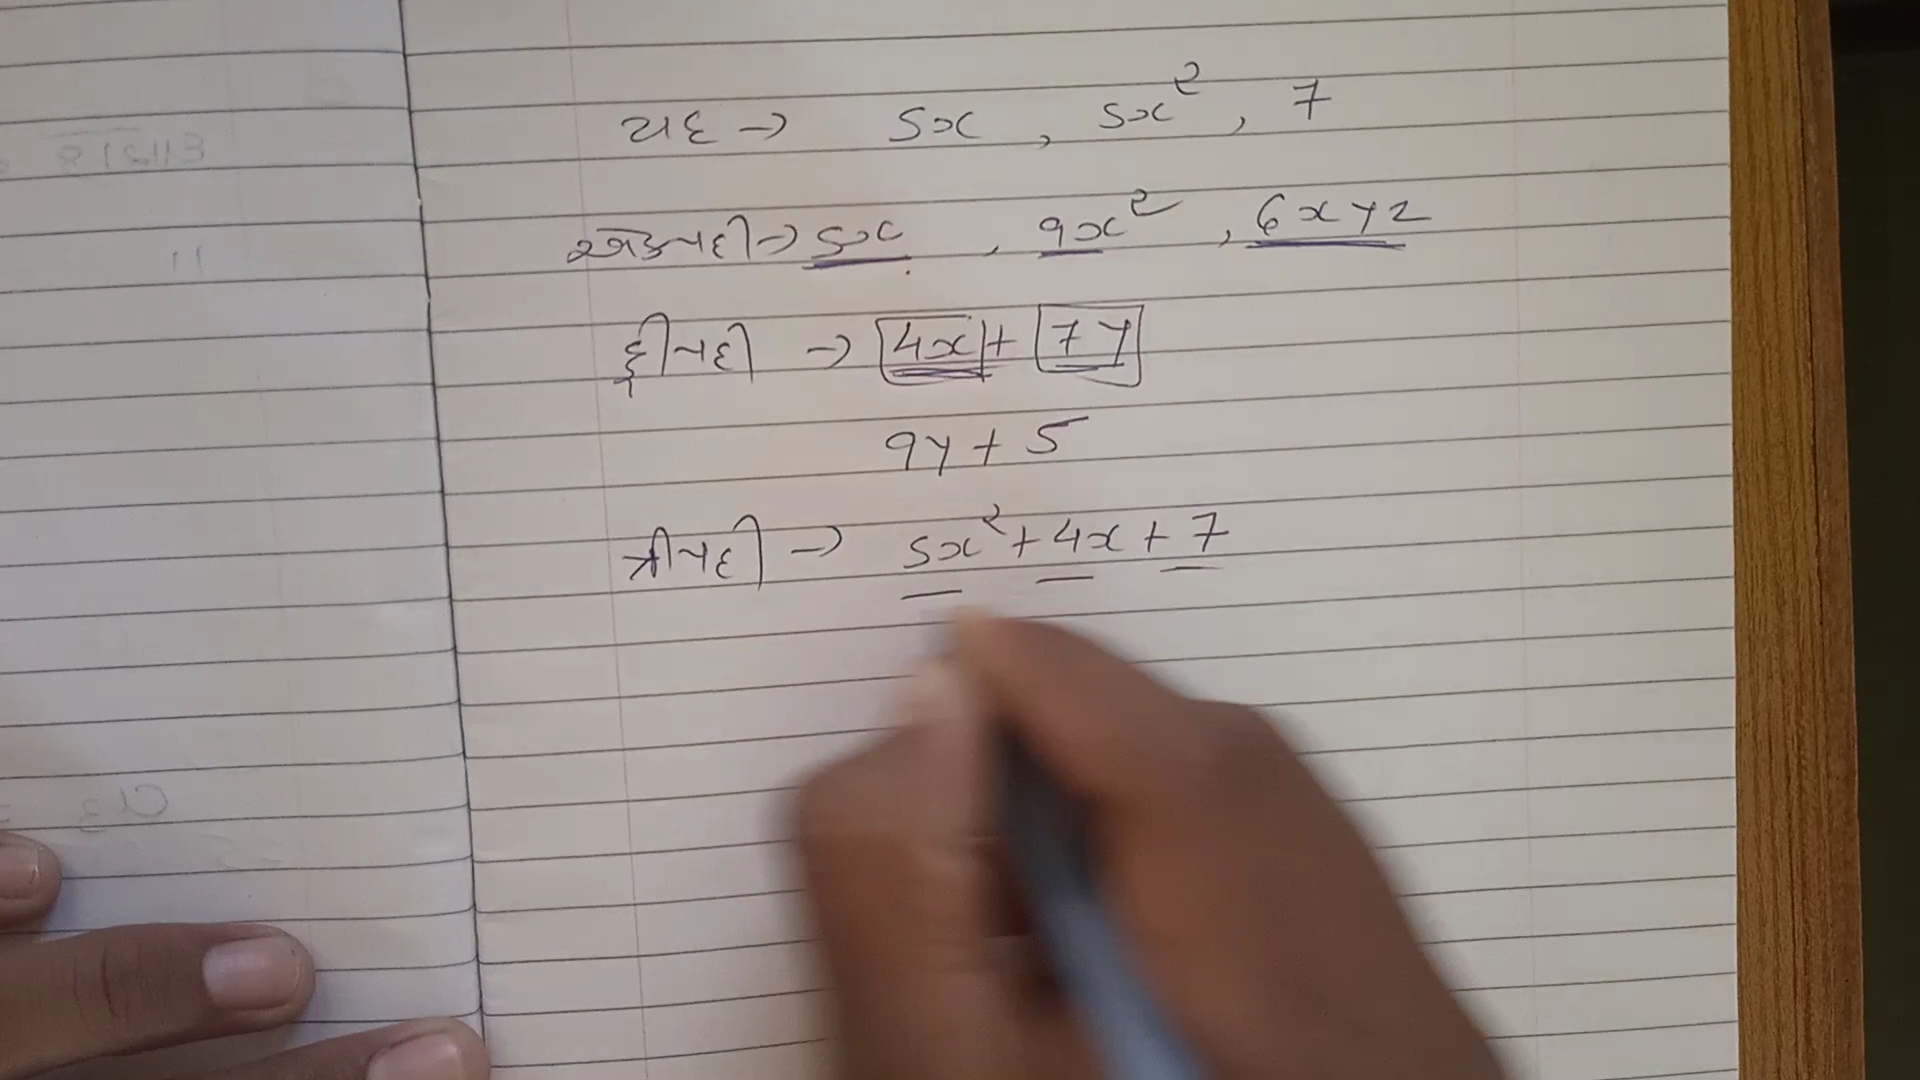 પદ → 5x , 5x² , 7
એકપદી → 5x , 9x² , 6xyz
દ્વીપદી → 4x + 7y
9y + 5
ત્રીપદી → 5x² + 4x + 7